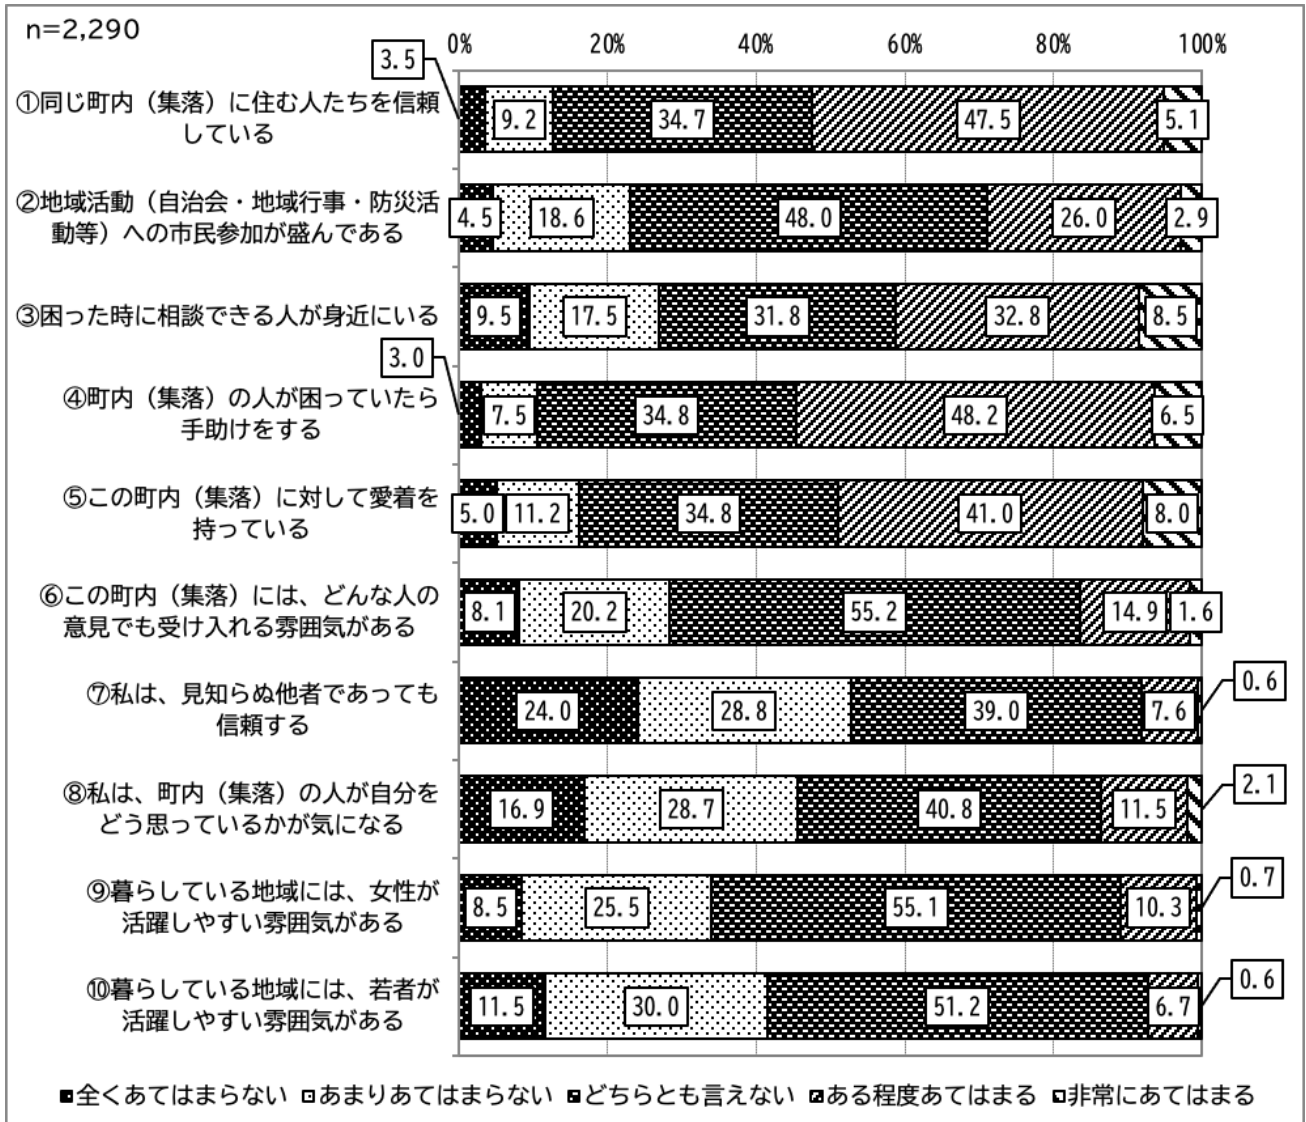 n=2,290
0% 20% 40% 60% 80% 100%
3.5
①同じ町内（集落）に住む人たちを信頼
している
9.2 34.7 47.5 5.1
②地域活動（自治会・地域行事・防災活
動等）への市民参加が盛んである
4.5 18.6 48.0 26.0 2.9
③困った時に相談できる人が身近にいる
9.5 17.5 31.8 32.8 8.5
3.0
④町内（集落）の人が困っていたら
手助けをする
7.5 34.8 48.2 6.5
⑤この町内（集落）に対して愛着を
持っている
5.0 11.2 34.8 41.0 8.0
⑥この町内（集落）には、どんな人の
意見でも受け入れる雰囲気がある
8.1 20.2 55.2 14.9 1.6
⑦私は、見知らぬ他者であっても
信頼する
24.0 28.8 39.0 7.6 0.6
⑧私は、町内（集落）の人が自分を
どう思っているかが気になる
16.9 28.7 40.8 11.5 2.1
⑨暮らしている地域には、女性が
活躍しやすい雰囲気がある
8.5 25.5 55.1 10.3 0.7
⑩暮らしている地域には、若者が
活躍しやすい雰囲気がある
11.5 30.0 51.2 6.7 0.6
全くあてはまらない あまりあてはまらない どちらとも言えない ある程度あてはまる 非常にあてはまる